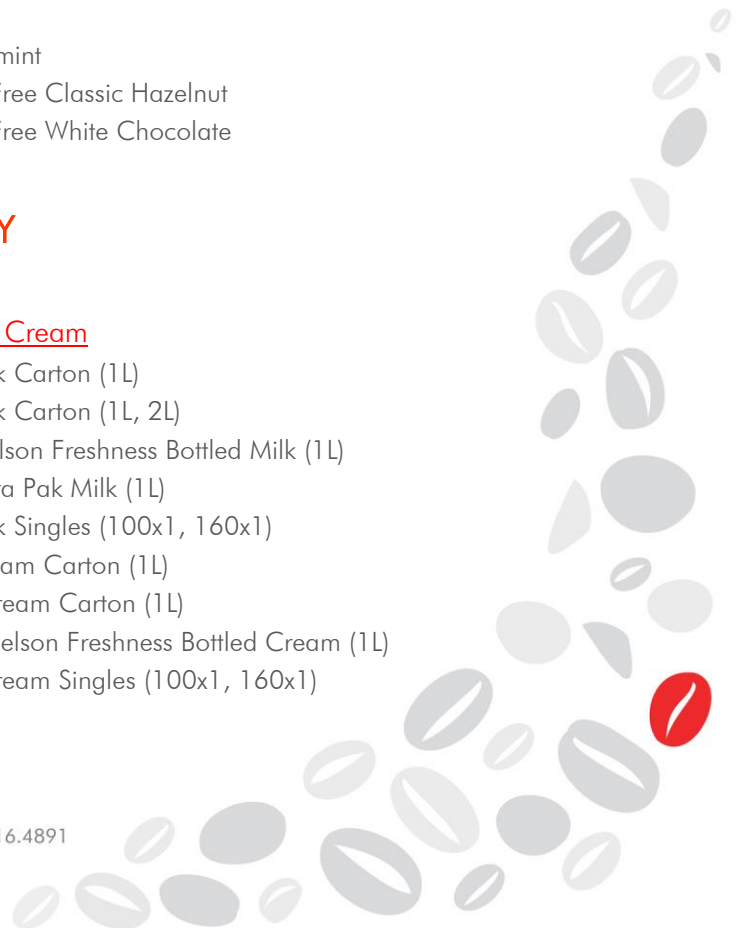 mint
free Classic Hazelnut
free White Chocolate
Y
Cream
k Carton (1L)
k Carton (1L, 2L)
lson Freshness Bottled Milk (1L)
a Pak Milk (1L)
k Singles (100x1, 160x1)
am Carton (1L)
ream Carton (1L)
elson Freshness Bottled Cream (1L)
ream Singles (100x1, 160x1)
16.4891